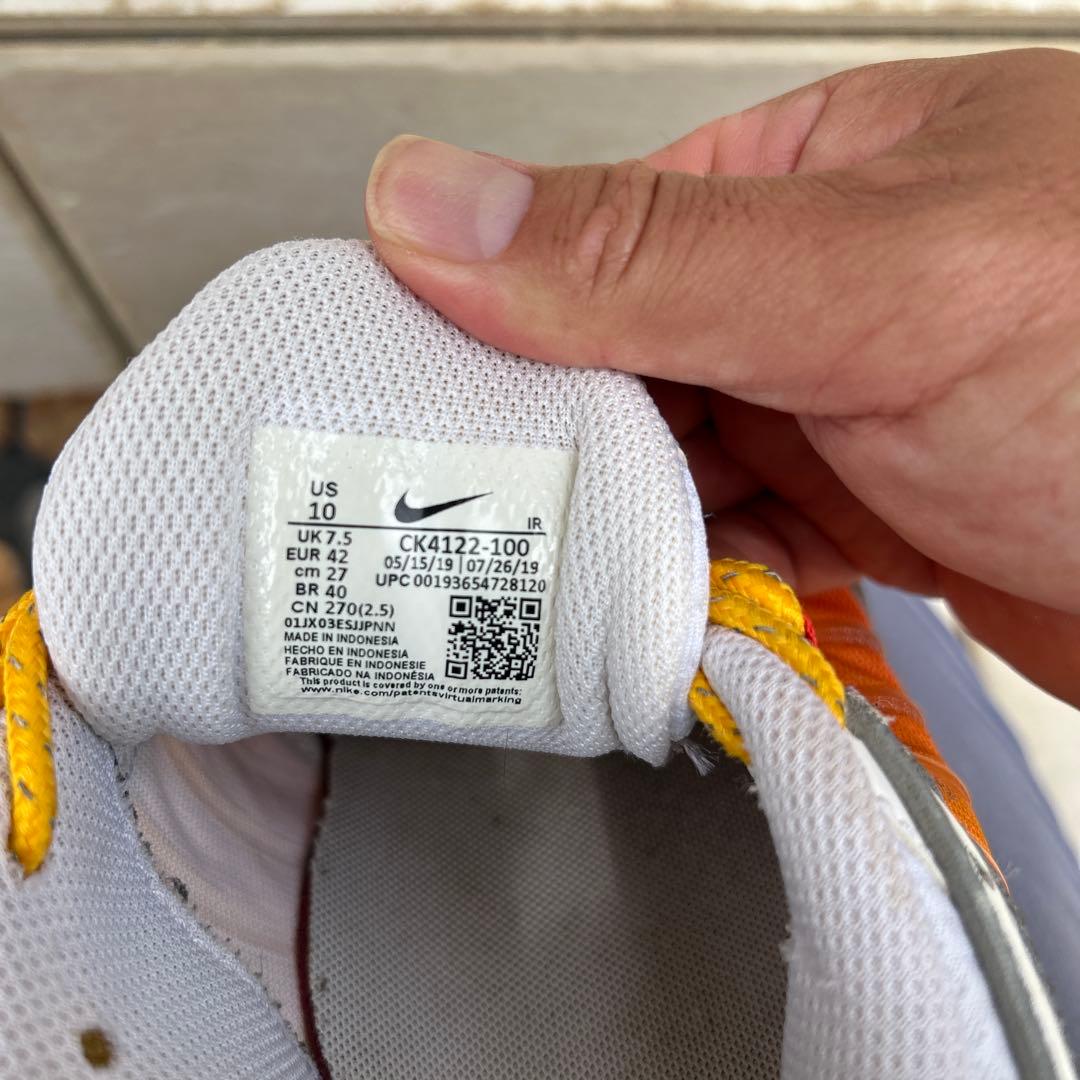 US
10
IR
UK 7.5
EUR 42
cm 27
BR 40
CN 270(2.5)
CK4122-100
05/15/19 | 07/26/19
UPC 00193654728120
01JX03ESJJPNN
MADE IN INDONESIA
HECHO EN INDONESIA
FABRIQUE EN INDONESIE
FABRICADO NA INDONÉSIA
This product is covered by one or more patents:
www.nike.com/patentsvirtualmarking